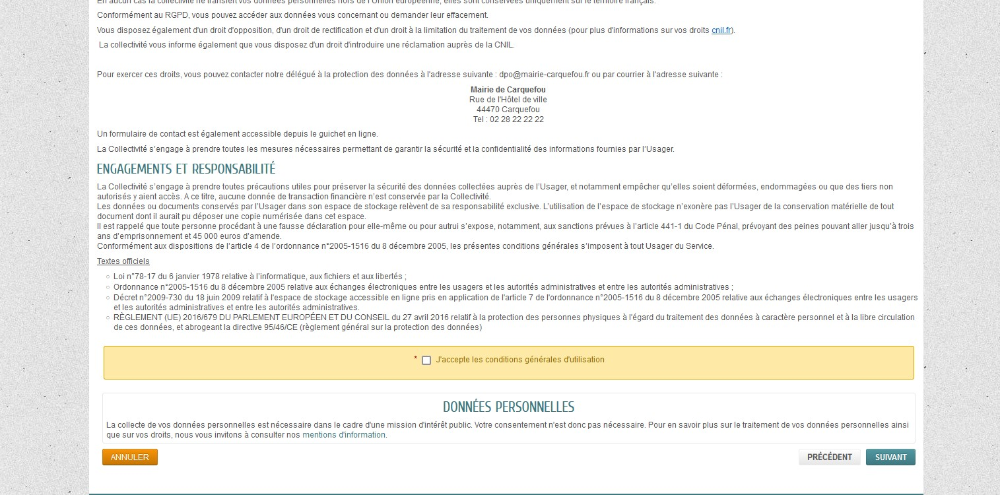 En aucun cas la collectivité ne transfert vos données personnelles hors de l'Union européenne, elles sont conservées uniquement sur le territoire français.
Conformément au RGPD, vous pouvez accéder aux données vous concernant ou demander leur effacement.
Vous disposez également d'un droit d'opposition, d'un droit de rectification et d'un droit à la limitation du traitement de vos données (pour plus d'informations sur vos droits cnil.fr).
La collectivité vous informe également que vous disposez d'un droit d'introduire une réclamation auprès de la CNIL.
Pour exercer ces droits, vous pouvez contacter notre délégué à la protection des données à l'adresse suivante : dpo@mairie-carquefou.fr ou par courrier à l'adresse suivante :
Mairie de Carquefou
Rue de l'Hôtel de ville
44470 Carquefou
Tel : 02 28 22 22 22
Un formulaire de contact est également accessible depuis le guichet en ligne.
La Collectivité s’engage à prendre toutes les mesures nécessaires permettant de garantir la sécurité et la confidentialité des informations fournies par l’Usager.
ENGAGEMENTS ET RESPONSABILITÉ
La Collectivité s’engage à prendre toutes précautions utiles pour préserver la sécurité des données collectées auprès de l’Usager, et notamment empêcher qu’elles soient déformées, endommagées ou que des tiers non
autorisés y aient accès. A ce titre, aucune donnée de transaction financière n’est conservée par la Collectivité.
Les données ou documents conservés par l’Usager dans son espace de stockage relèvent de sa responsabilité exclusive. L’utilisation de l’espace de stockage n’exonère pas l’Usager de la conservation matérielle de tout
document dont il aurait pu déposer une copie numérisée dans cet espace.
Il est rappelé que toute personne procédant à une fausse déclaration pour elle-même ou pour autrui s’expose, notamment, aux sanctions prévues à l’article 441-1 du Code Pénal, prévoyant des peines pouvant aller jusqu’à trois
ans d’emprisonnement et 45 000 euros d’amende.
Conformément aux dispositions de l’article 4 de l’ordonnance n°2005-1516 du 8 décembre 2005, les présentes conditions générales s’imposent à tout Usager du Service.
Textes officiels
Loi n°78-17 du 6 janvier 1978 relative à l’informatique, aux fichiers et aux libertés ;
Ordonnance n°2005-1516 du 8 décembre 2005 relative aux échanges électroniques entre les usagers et les autorités administratives et entre les autorités administratives ;
Décret n°2009-730 du 18 juin 2009 relatif à l'espace de stockage accessible en ligne pris en application de l'article 7 de l'ordonnance n°2005-1516 du 8 décembre 2005 relative aux échanges électroniques entre les usagers
et les autorités administratives et entre les autorités administratives.
RÈGLEMENT (UE) 2016/679 DU PARLEMENT EUROPÉEN ET DU CONSEIL du 27 avril 2016 relatif à la protection des personnes physiques à l'égard du traitement des données à caractère personnel et à la libre circulation
de ces données, et abrogeant la directive 95/46/CE (règlement général sur la protection des données)
* J'accepte les conditions générales d'utilisation
DONNÉES PERSONNELLES
La collecte de vos données personnelles est nécessaire dans le cadre d'une mission d'intérêt public. Votre consentement n'est donc pas nécessaire. Pour en savoir plus sur le traitement de vos données personnelles ainsi
que sur vos droits, nous vous invitons à consulter nos mentions d'information.
ANNULER
PRÉCÉDENT
SUIVANT